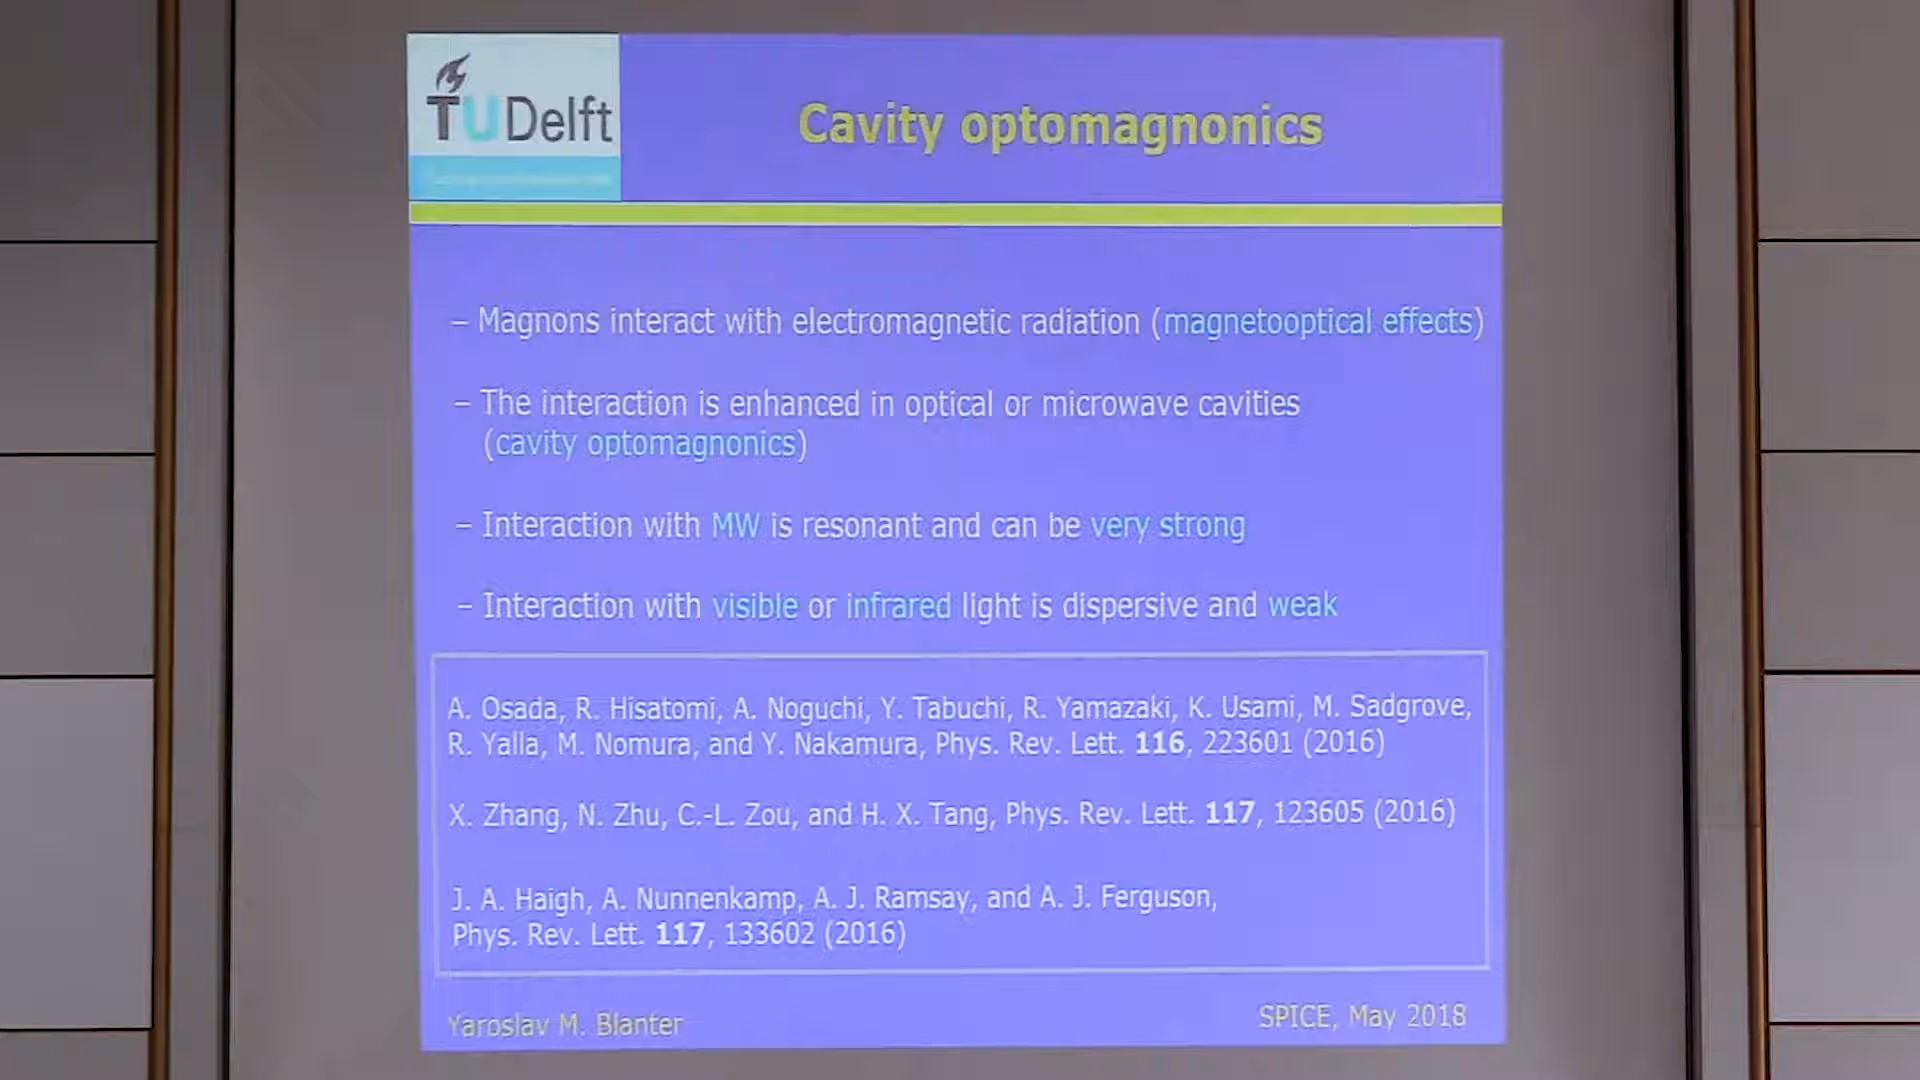 TUDelft
Cavity optomagnonics
– Magnons interact with electromagnetic radiation (magnetooptical effects)
– The interaction is enhanced in optical or microwave cavities
(cavity optomagnonics)
– Interaction with MW is resonant and can be very strong
– Interaction with visible or infrared light is dispersive and weak
A. Osada, R. Hisatomi, A. Noguchi, Y. Tabuchi, R. Yamazaki, K. Usami, M. Sadgrove,
R. Yalla, M. Nomura, and Y. Nakamura, Phys. Rev. Lett. 116, 223601 (2016)
X. Zhang, N. Zhu, C.-L. Zou, and H. X. Tang, Phys. Rev. Lett. 117, 123605 (2016)
J. A. Haigh, A. Nunnenkamp, A. J. Ramsay, and A. J. Ferguson,
Phys. Rev. Lett. 117, 133602 (2016)
Yaroslav M. Blanter
SPICE, May 2018